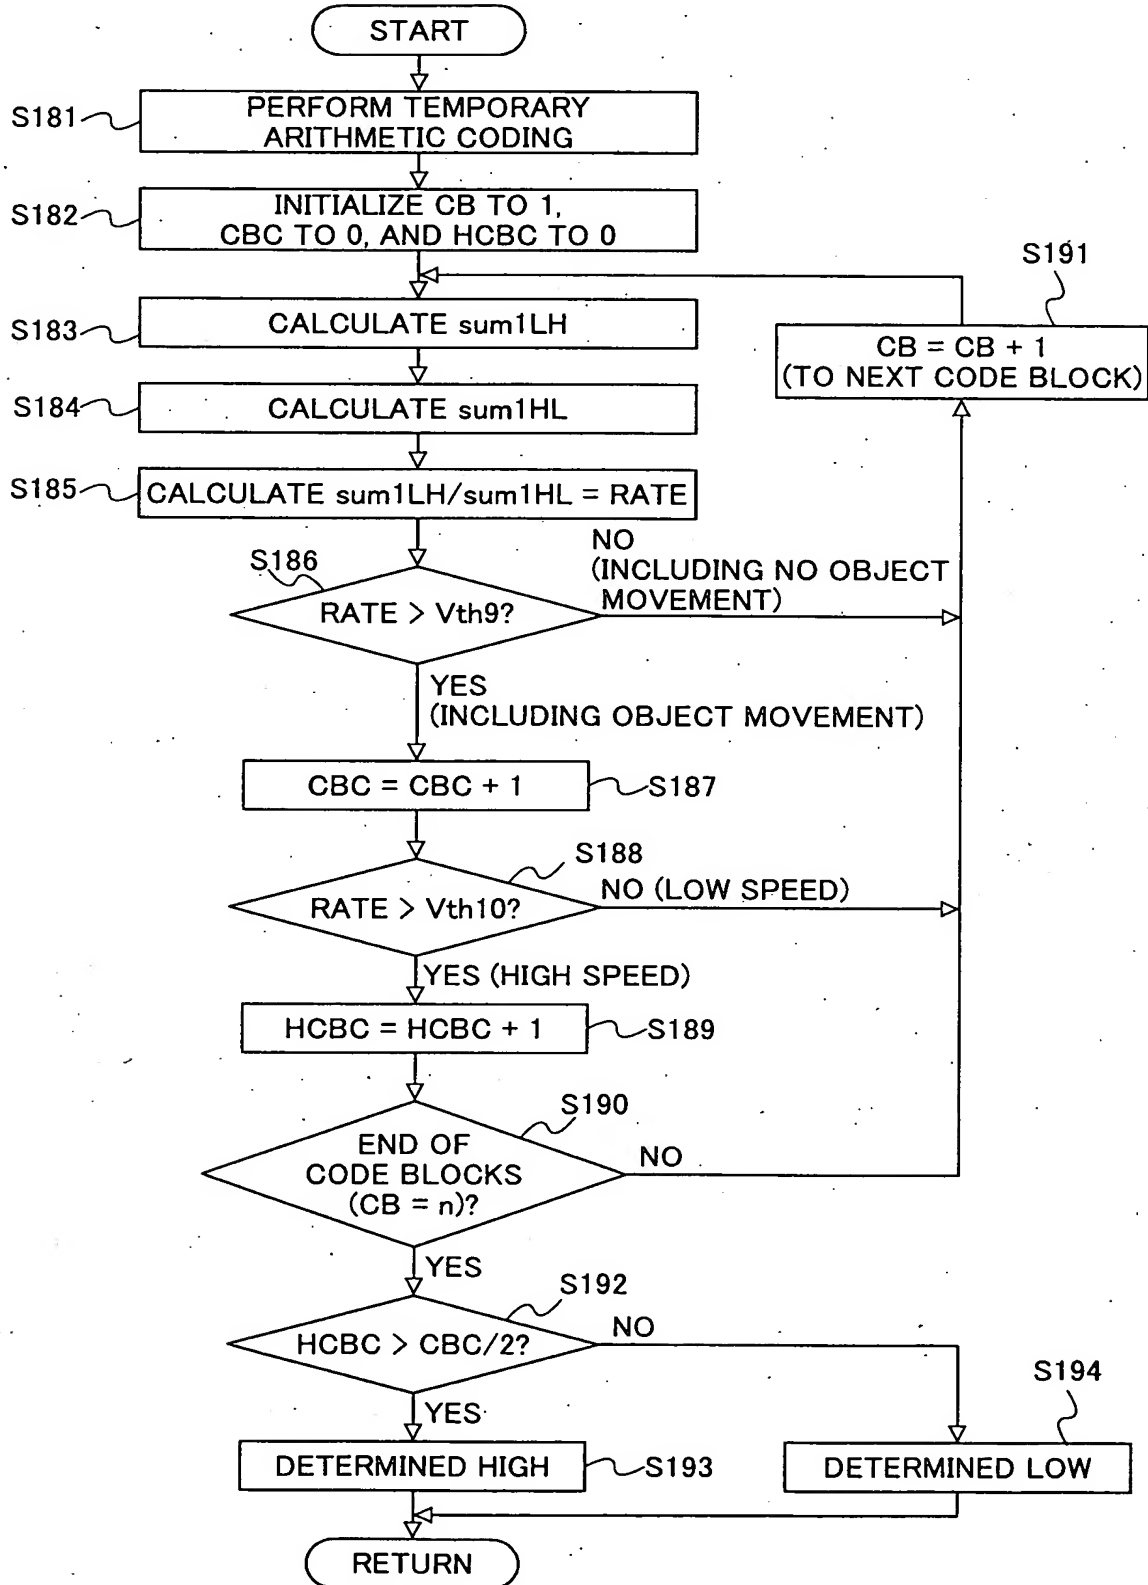 START
S181
PERFORM TEMPORARY
ARITHMETIC CODING
S182
INITIALIZE CB TO 1,
CBC TO 0, AND HCBC TO 0
S191
S183
CALCULATE sum1LH
CB = CB + 1
(TO NEXT CODE BLOCK)
S184
CALCULATE sum1HL
S185
CALCULATE sum1LH/sum1HL = RATE
S186
NO
(INCLUDING NO OBJECT
MOVEMENT)
RATE > Vth9?
YES
(INCLUDING OBJECT MOVEMENT)
CBC = CBC + 1
S187
S188
RATE > Vth10?
NO (LOW SPEED)
YES (HIGH SPEED)
HCBC = HCBC + 1
S189
S190
END OF
CODE BLOCKS
(CB = n)?
NO
YES
S192
HCBC > CBC/2?
NO
S194
YES
DETERMINED HIGH
S193
DETERMINED LOW
RETURN